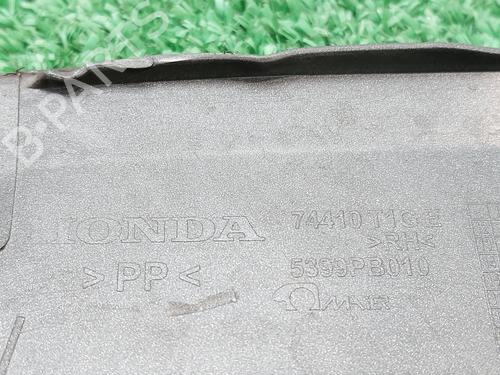 B-PARTS
HONDA
74410 T1G E
>RH<
>PP<
5399PB010